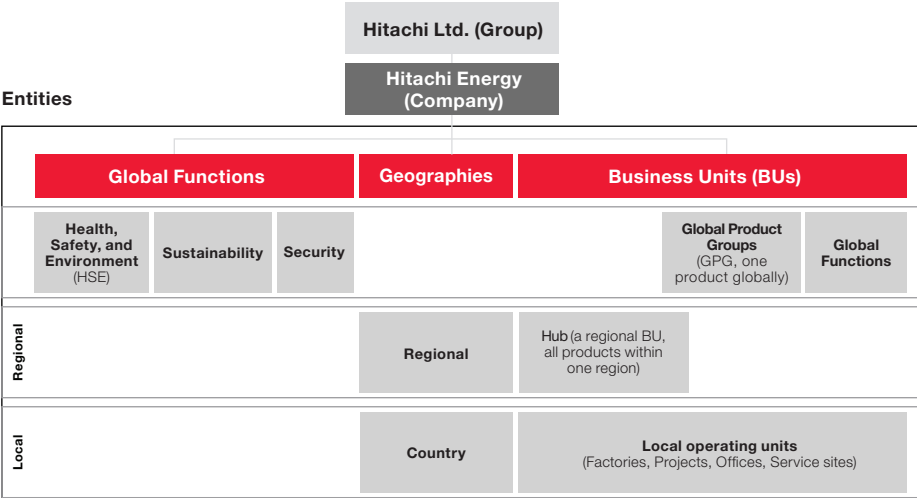 Hitachi Ltd. (Group)
Hitachi Energy
(Company)
Entities
Global Functions
Geographies
Business Units (BUs)
Health,
Safety, and
Environment
(HSE)
Sustainability
Security
Global Product
Groups
(GPG, one
product globally)
Global
Functions
Regional
Regional
Hub (a regional BU,
all products within
one region)
Local
Country
Local operating units
(Factories, Projects, Offices, Service sites)